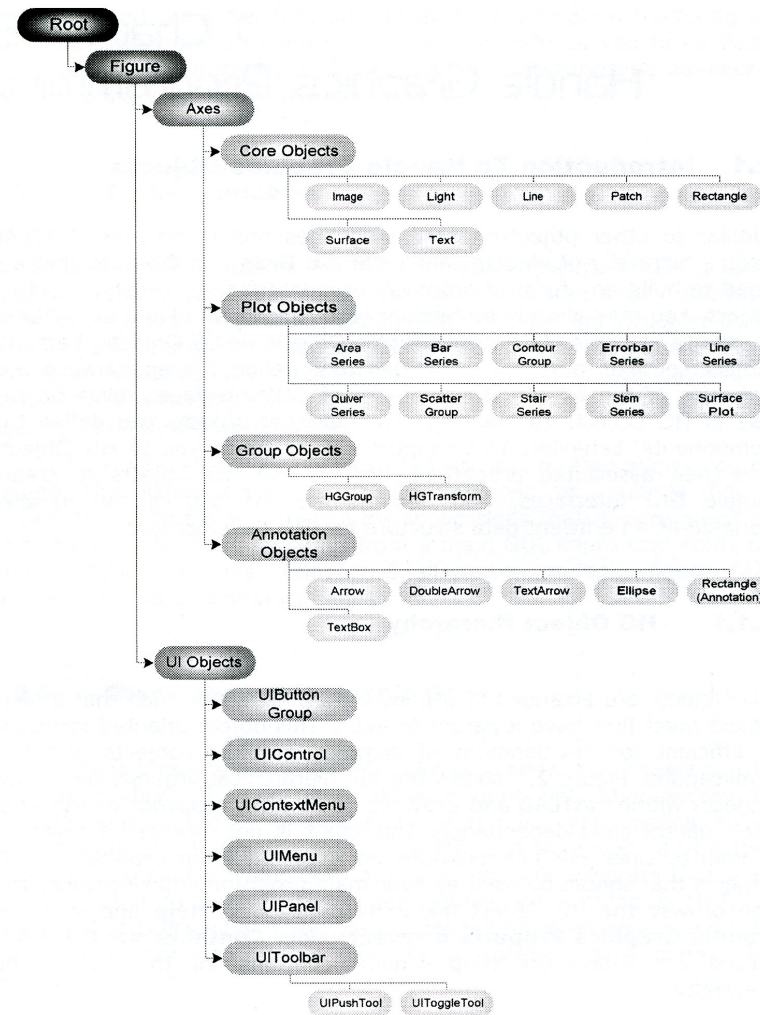 Root
Figure
Axes
Core Objects
Image Light Line Patch Rectangle
Surface Text
Plot Objects
Area Series Bar Series Contour Group Errorbar Series Line Series
Quiver Series Scatter Group Stair Series Stem Series Surface Plot
Group Objects
HGGroup HGTransform
Annotation
Objects
Arrow DoubleArrow TextArrow Ellipse Rectangle (Annotation)
TextBox
UI Objects
UIButton
Group
UIControl
UIContextMenu
UIMenu
UIPanel
UIToolbar
UIPushTool UIToggleTool